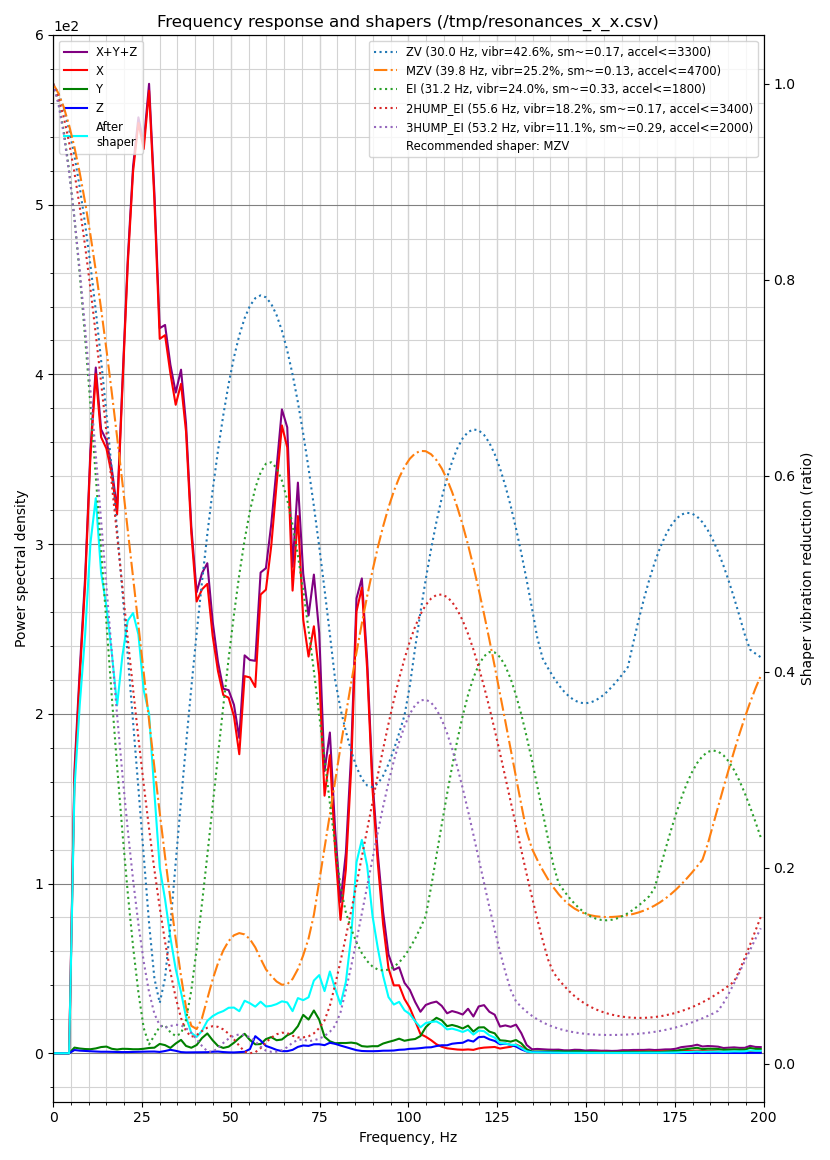 Frequency response and shapers (/tmp/resonances_x_x.csv)
1e2
X+Y+Z
X
Y
Z
After
shaper
ZV (30.0 Hz, vibr=42.6%, sm~=0.17, accel<=3300)
MZV (39.8 Hz, vibr=25.2%, sm~=0.13, accel<=4700)
EI (31.2 Hz, vibr=24.0%, sm~=0.33, accel<=1800)
2HUMP_EI (55.6 Hz, vibr=18.2%, sm~=0.17, accel<=3400)
3HUMP_EI (53.2 Hz, vibr=11.1%, sm~=0.29, accel<=2000)
Recommended shaper: MZV
6
5
4
3
2
1
0
Power spectral density
1.0
0.8
0.6
0.4
0.2
0.0
Shaper vibration reduction (ratio)
0 25 50 75 100 125 150 175 200
Frequency, Hz